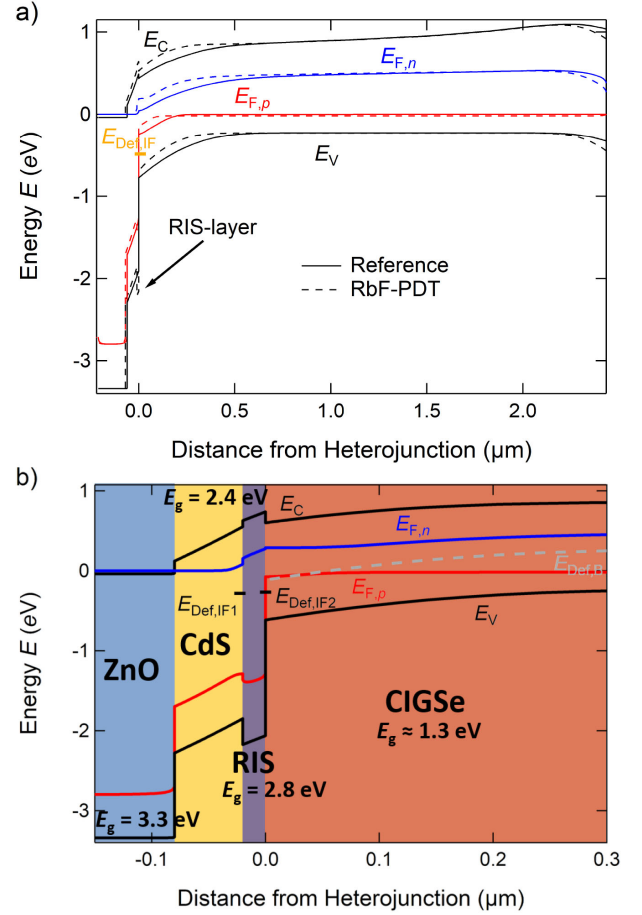 a)
1
0
-1
-2
-3
Energy E (eV)
E_C
E_F,n
E_F,p
E_Def,IF
E_V
RIS-layer
Reference
RbF-PDT
0.0
0.5
1.0
1.5
2.0
Distance from Heterojunction (µm)
b)
1
0
-1
-2
-3
Energy E (eV)
E_g = 2.4 eV
E_C
E_F,n
E_Def,B
E_Def,IF1
E_Def,IF2
E_F,p
E_V
CdS
ZnO
CIGSe
E_g ≈ 1.3 eV
RIS
E_g = 2.8 eV
E_g = 3.3 eV
-0.1
0.0
0.1
0.2
0.3
Distance from Heterojunction (µm)